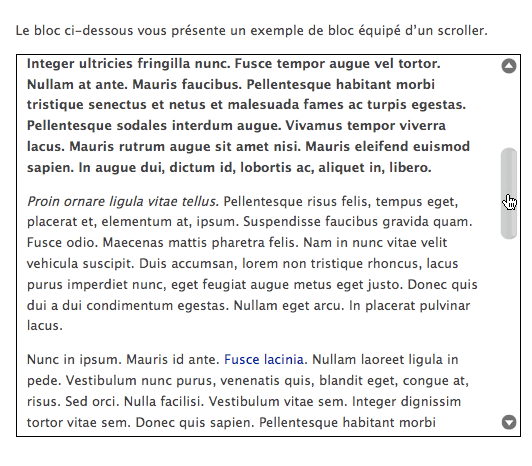 Le bloc ci-dessous vous présente un exemple de bloc équipé d’un scroller.
Integer ultricies fringilla nunc. Fusce tempor augue vel tortor.
Nullam at ante. Mauris faucibus. Pellentesque habitant morbi
tristique senectus et netus et malesuada fames ac turpis egestas.
Pellentesque sodales interdum augue. Vivamus tempor viverra
lacus. Mauris rutrum augue sit amet nisi. Mauris eleifend euismod
sapien. In augue dui, dictum id, lobortis ac, aliquet in, libero.
Proin ornare ligula vitae tellus. Pellentesque risus felis, tempus eget,
placerat et, elementum at, ipsum. Suspendisse faucibus gravida quam.
Fusce odio. Maecenas mattis pharetra felis. Nam in nunc vitae velit
vehicula suscipit. Duis accumsan, lorem non tristique rhoncus, lacus
purus imperdiet nunc, eget feugiat augue metus eget justo. Donec quis
dui a dui condimentum egestas. Nullam eget arcu. In placerat pulvinar
lacus.
Nunc in ipsum. Mauris id ante. Fusce lacinia. Nullam laoreet ligula in
pede. Vestibulum nunc purus, venenatis quis, blandit eget, congue at,
risus. Sed orci. Nulla facilisi. Vestibulum vitae sem. Integer dignissim
tortor vitae sem. Donec quis sapien. Pellentesque habitant morbi